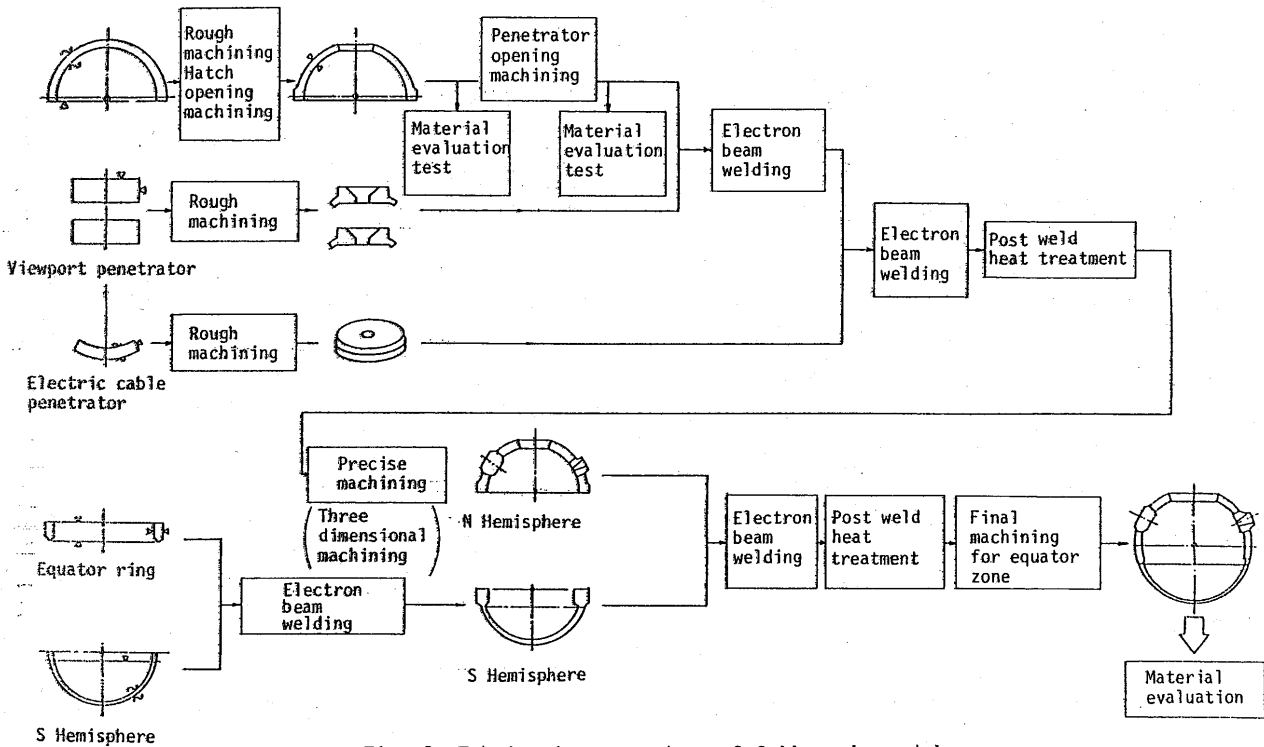 Rough
machining
Hatch
opening
machining
Penetrator
opening
machining
Material
evaluation
test
Material
evaluation
test
Electron
beam
welding
Viewport penetrator
Rough
machining
Electron
beam
welding
Post weld
heat treatment
Electric cable
penetrator
Rough
machining
Precise
machining
(Three
dimensional
machining)
N Hemisphere
Equator ring
Electron
beam
welding
S Hemisphere
S Hemisphere
Electron
beam
welding
Post weld
heat
treatment
Final
machining
for equator
zone
Material
evaluation